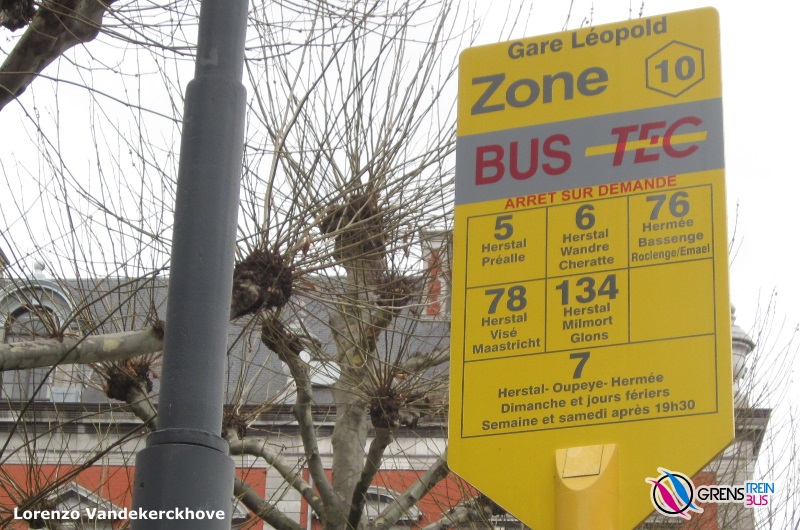 Gare Léopold
Zone 10
BUS TEC
ARRET SUR DEMANDE
5
Herstal
Préalle
6
Herstal
Wandre
Cheratte
76
Hermée
Bassenge
Roclenge/Emael
78
Herstal
Visé
Maastricht
134
Herstal
Milmort
Glons
7
Herstal- Oupeye- Hermée
Dimanche et jours fériers
Semaine et samedi après 19h30
Lorenzo Vandekerckhove
GRENS TREIN
BUS